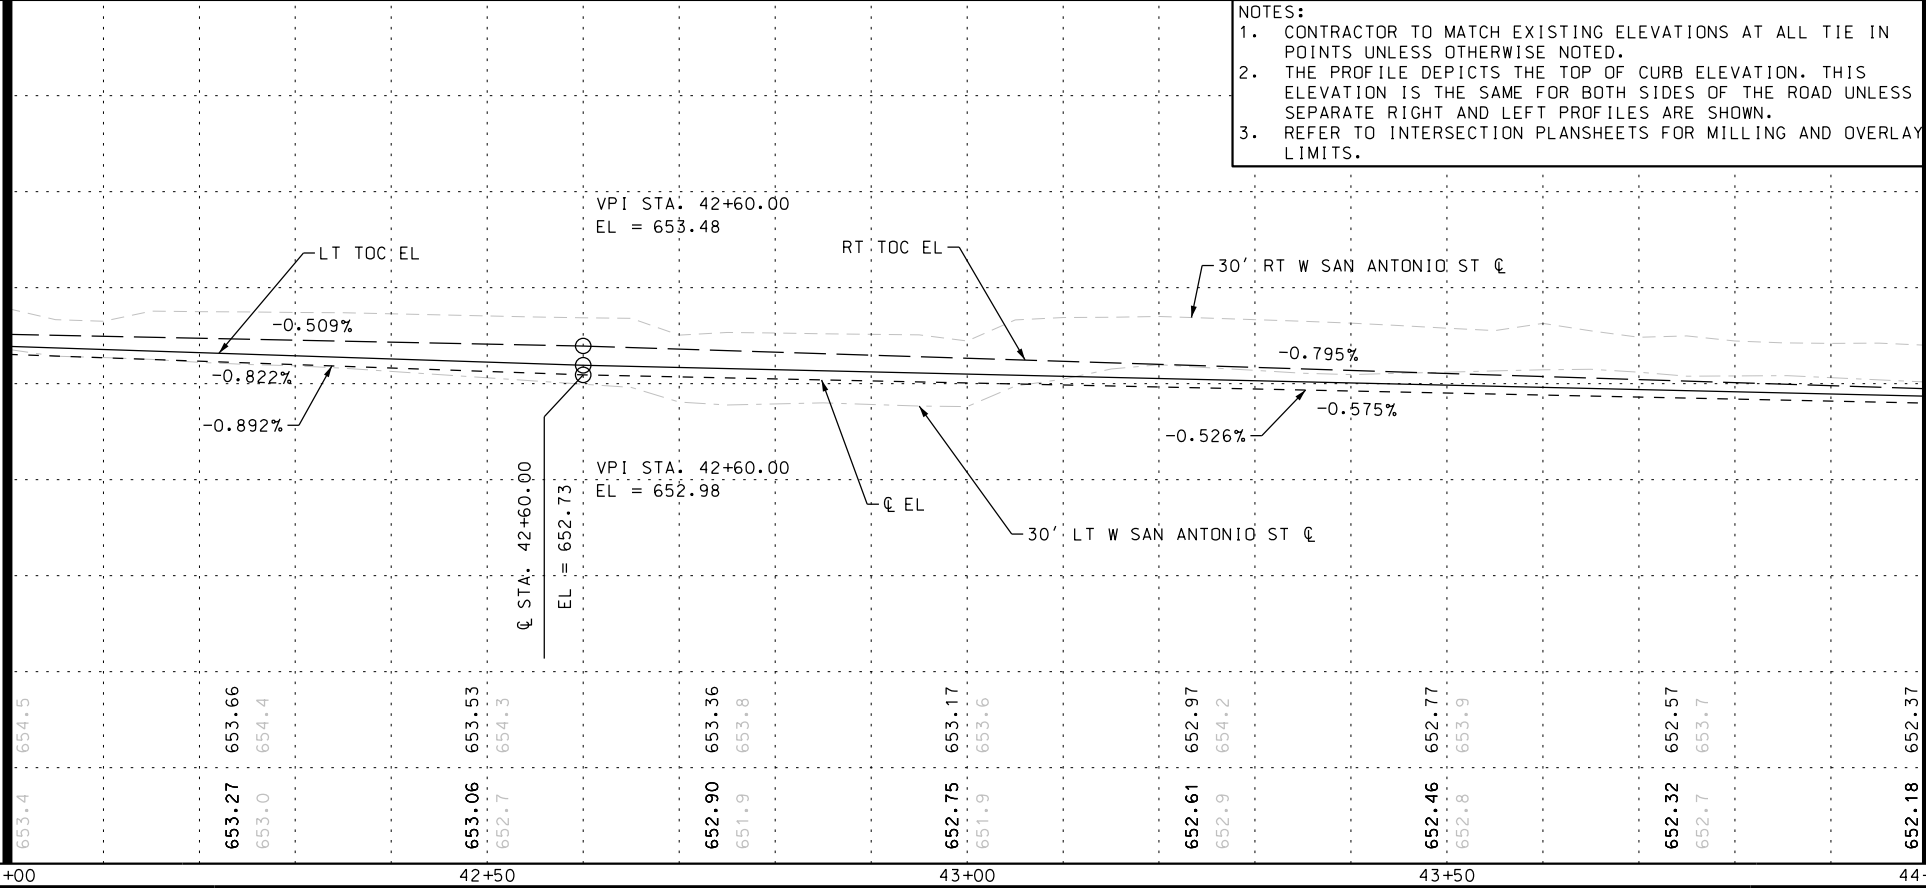 NOTES:
1. CONTRACTOR TO MATCH EXISTING ELEVATIONS AT ALL TIE IN
POINTS UNLESS OTHERWISE NOTED.
2. THE PROFILE DEPICTS THE TOP OF CURB ELEVATION. THIS
ELEVATION IS THE SAME FOR BOTH SIDES OF THE ROAD UNLESS
SEPARATE RIGHT AND LEFT PROFILES ARE SHOWN.
3. REFER TO INTERSECTION PLANSHEETS FOR MILLING AND OVERLAY
LIMITS.
VPI STA. 42+60.00
EL = 653.48
LT TOC EL
RT TOC EL
30' RT W SAN ANTONIO ST ℄
-0.509%
-0.795%
-0.822%
-0.892%
-0.575%
-0.526%
VPI STA. 42+60.00
EL = 652.98
℄ STA. 42+60.00
EL = 652.73
℄ EL
30' LT W SAN ANTONIO ST ℄
654.5 653.66 654.4 653.53 654.3 653.36 653.8 653.17 653.6 652.97 654.2 652.77 653.9 652.57 653.7 652.37
653.4 653.27 653.0 653.06 652.7 652.90 651.9 652.75 651.9 652.61 652.9 652.46 652.8 652.32 652.7 652.18
+00 42+50 43+00 43+50 44